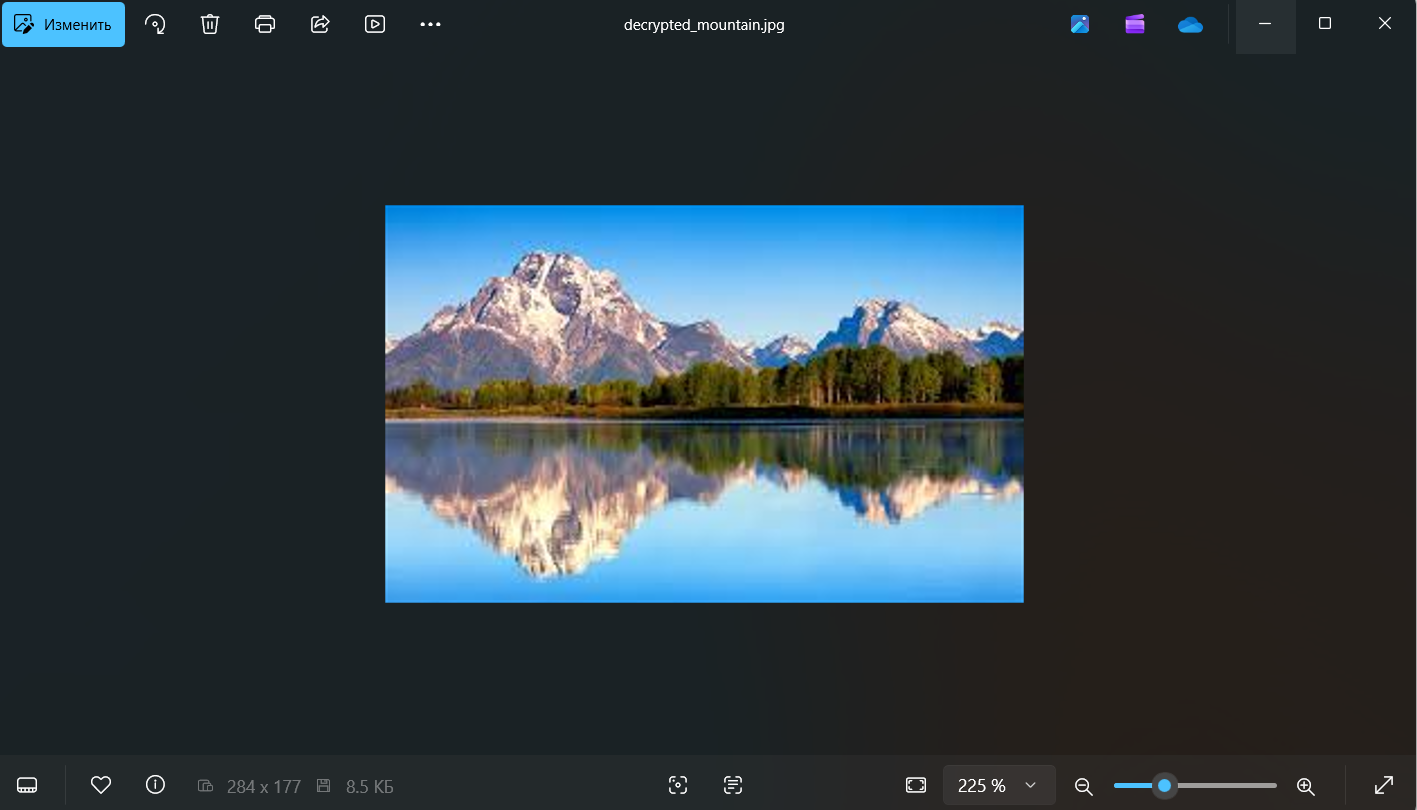 Изменить
decrypted_mountain.jpg
284 x 177
8.5 КБ
225 %